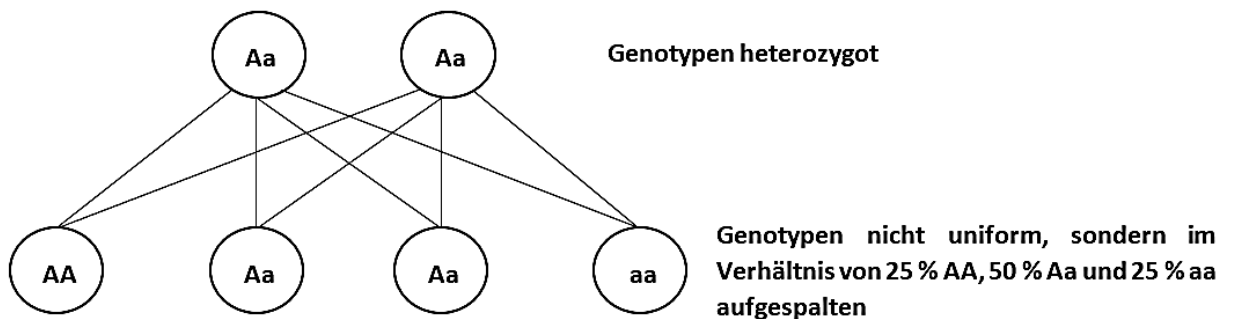 Aa Aa Genotypen heterozygot
AA Aa Aa aa
Genotypen nicht uniform, sondern im
Verhältnis von 25 % AA, 50 % Aa und 25 % aa
aufgespalten